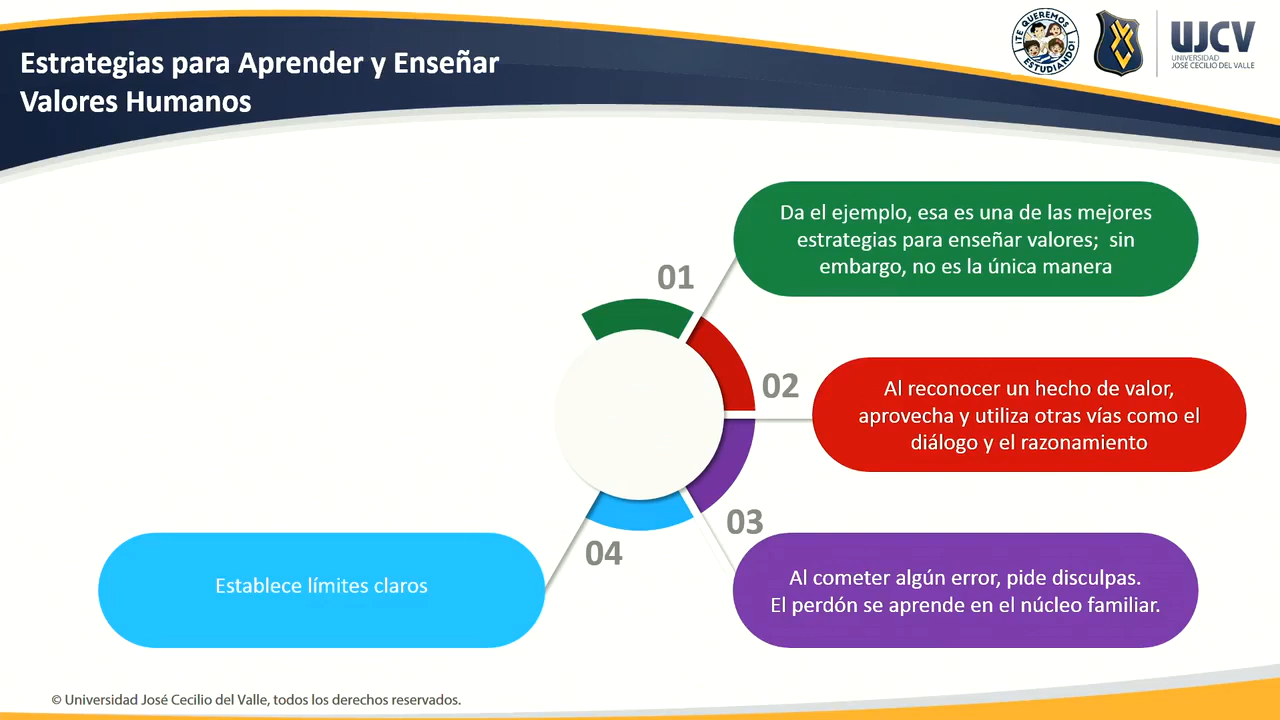 Estrategias para Aprender y Enseñar
Valores Humanos
¡TE QUEREMOS
ESTUDIANDO!
UJCV
UNIVERSIDAD
JOSÉ CECILIO DEL VALLE
01
Da el ejemplo, esa es una de las mejores
estrategias para enseñar valores; sin
embargo, no es la única manera
02
Al reconocer un hecho de valor,
aprovecha y utiliza otras vías como el
diálogo y el razonamiento
03
Al cometer algún error, pide disculpas.
El perdón se aprende en el núcleo familiar.
04
Establece límites claros
© Universidad José Cecilio del Valle, todos los derechos reservados.